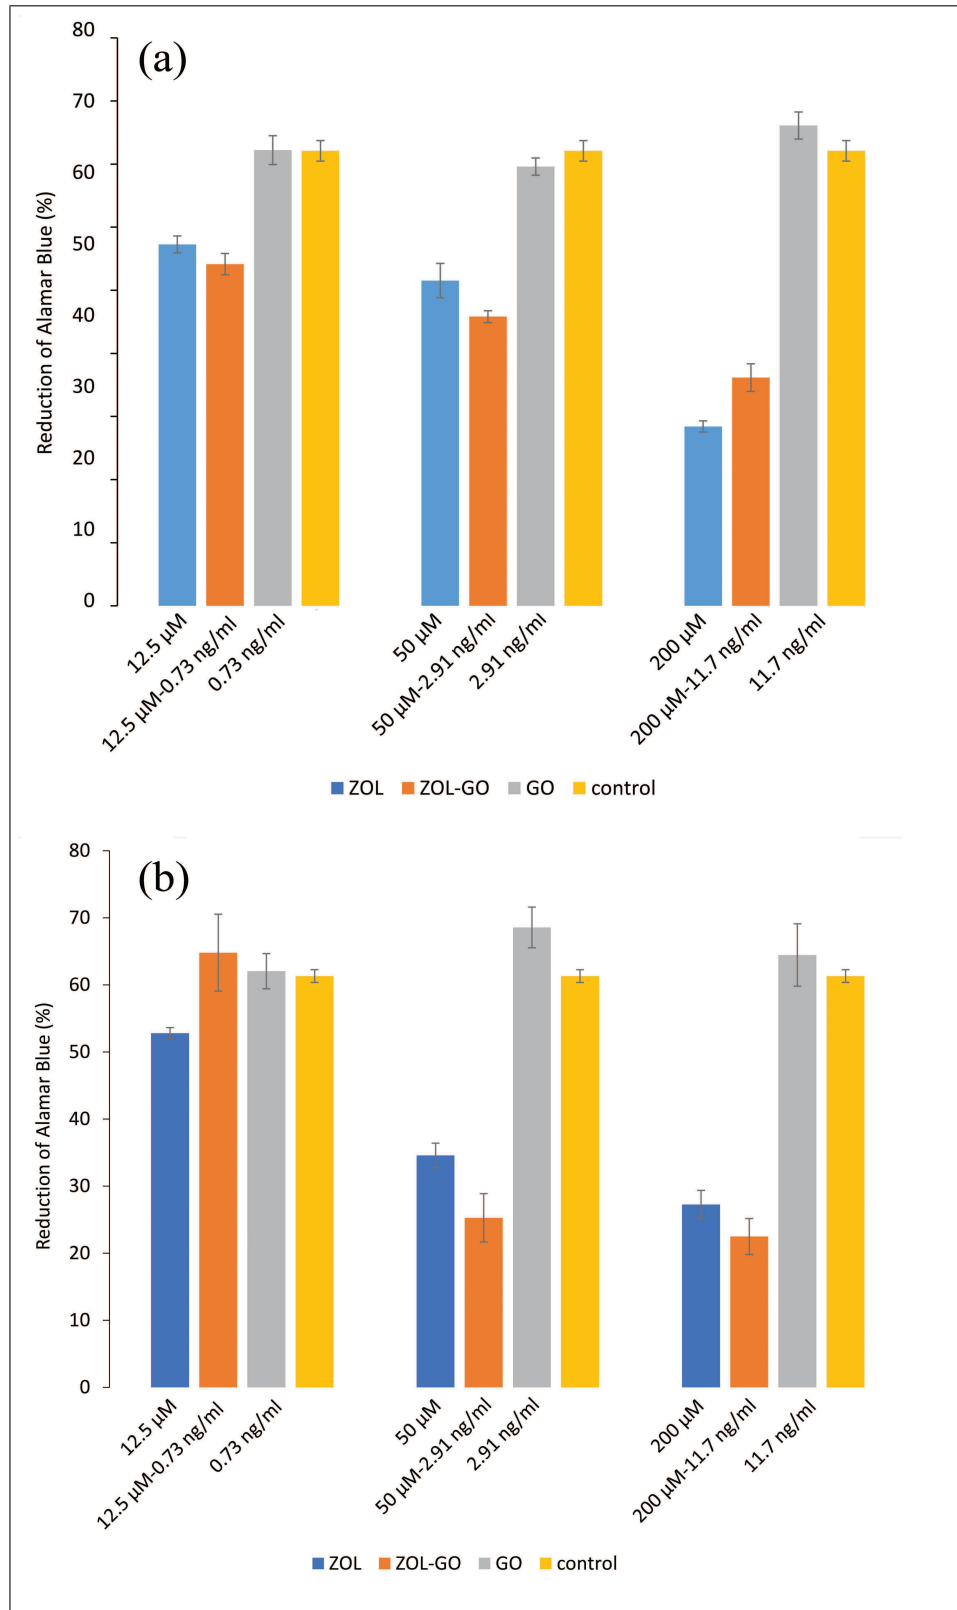 (a)
Reduction of Alamar Blue (%)
80
70
60
50
40
30
20
10
0
12.5 µM
12.5 µM-0.73 ng/ml
0.73 ng/ml
50 µM
50 µM-2.91 ng/ml
2.91 ng/ml
200 µM
200 µM-11.7 ng/ml
11.7 ng/ml
ZOL ZOL-GO GO control
(b)
Reduction of Alamar Blue (%)
80
70
60
50
40
30
20
10
0
12.5 µM
12.5 µM-0.73 ng/ml
0.73 ng/ml
50 µM
50 µM-2.91 ng/ml
2.91 ng/ml
200 µM
200 µM-11.7 ng/ml
11.7 ng/ml
ZOL ZOL-GO GO control